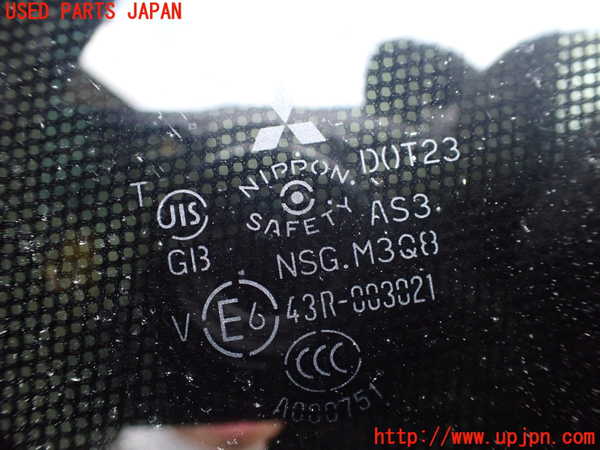 USED PARTS JAPAN
NIPPON. DOT23
SAFETY AS3
T JIS
GB
NSG.M3Q8
V E6 43R-003021
CCC
A000751
http://www.upjpn.com/